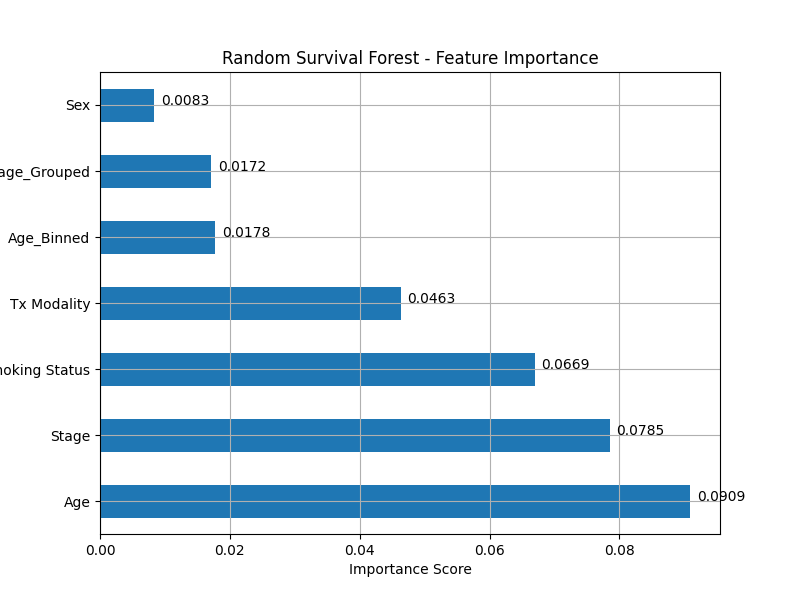 Random Survival Forest - Feature Importance
Sex
0.0083
age_Grouped
0.0172
Age_Binned
0.0178
Tx Modality
0.0463
noking Status
0.0669
Stage
0.0785
Age
0.0909
0.00
0.02
0.04
0.06
0.08
Importance Score